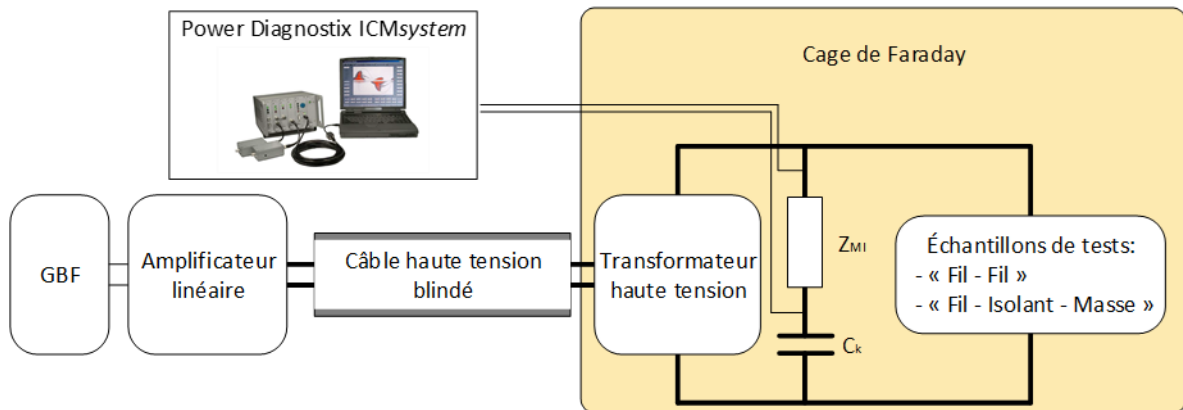 Power Diagnostix ICMsystem
Cage de Faraday
GBF
Amplificateur
linéaire
Câble haute tension
blindé
Transformateur
haute tension
ZMI
Ck
Échantillons de tests:
- « Fil - Fil »
- « Fil - Isolant - Masse »